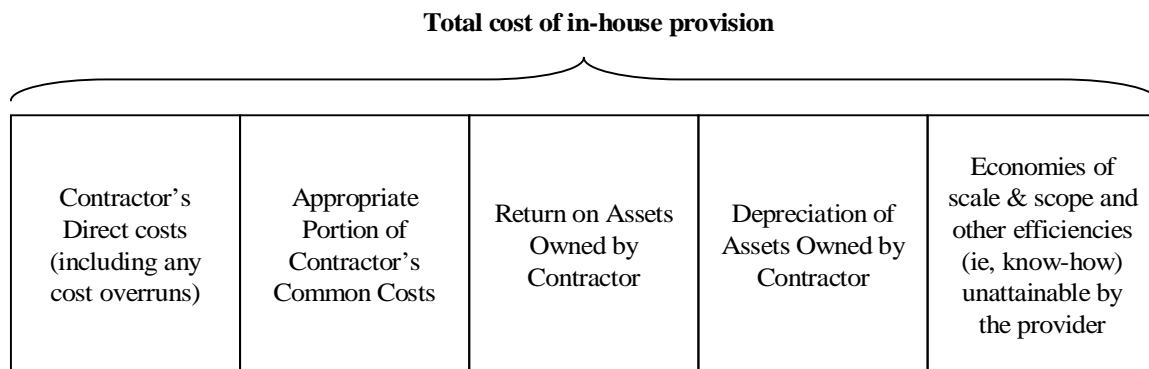 Total cost of in-house provision
Contractor’s
Direct costs
(including any
cost overruns)
Appropriate
Portion of
Contractor’s
Common Costs
Return on Assets
Owned by
Contractor
Depreciation of
Assets Owned by
Contractor
Economies of
scale & scope and
other efficiencies
(ie, know-how)
unattainable by
the provider